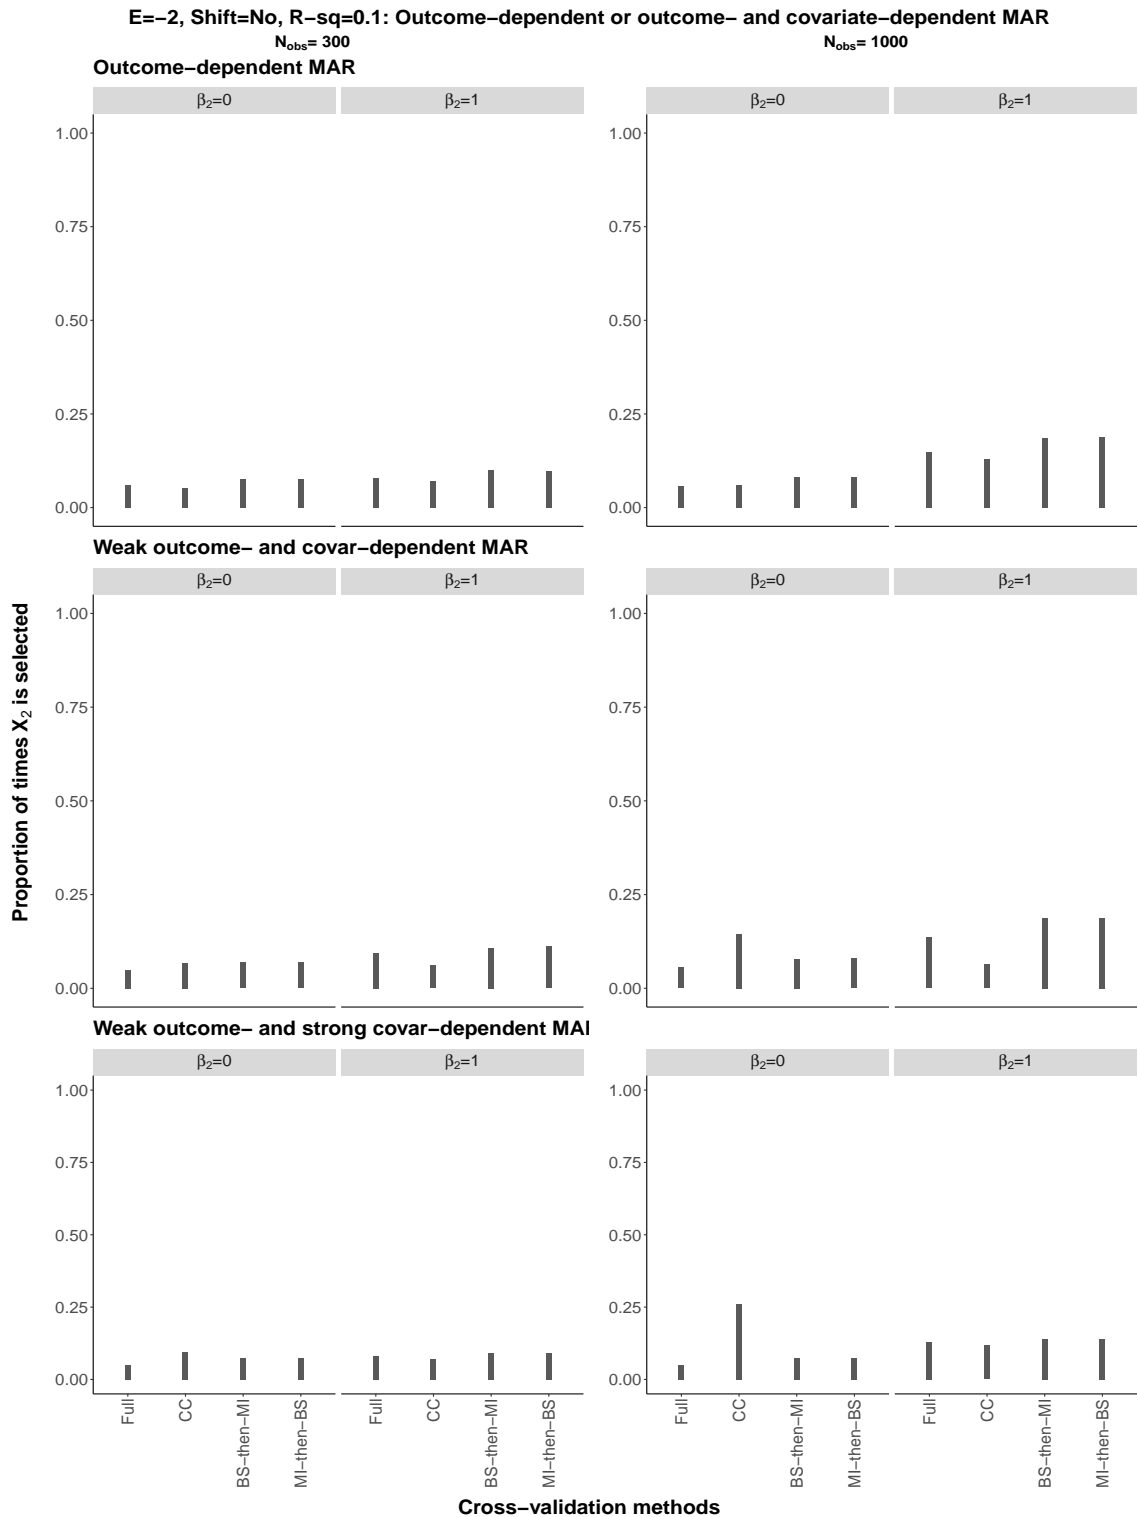 E=−2, Shift=No, R−sq=0.1: Outcome−dependent or outcome− and covariate−dependent MAR
Nobs= 300
Nobs= 1000
Outcome−dependent MAR
β2=0
β2=1
β2=0
β2=1
1.00
0.75
0.50
0.25
0.00
1.00
0.75
0.50
0.25
0.00
Weak outcome− and covar−dependent MAR
β2=0
β2=1
β2=0
β2=1
1.00
0.75
0.50
0.25
0.00
1.00
0.75
0.50
0.25
0.00
Proportion of times X2 is selected
Weak outcome− and strong covar−dependent MAI
β2=0
β2=1
β2=0
β2=1
1.00
0.75
0.50
0.25
0.00
1.00
0.75
0.50
0.25
0.00
Full
CC
BS−then−MI
MI−then−BS
Full
CC
BS−then−MI
MI−then−BS
Full
CC
BS−then−MI
MI−then−BS
Full
CC
BS−then−MI
MI−then−BS
Cross−validation methods